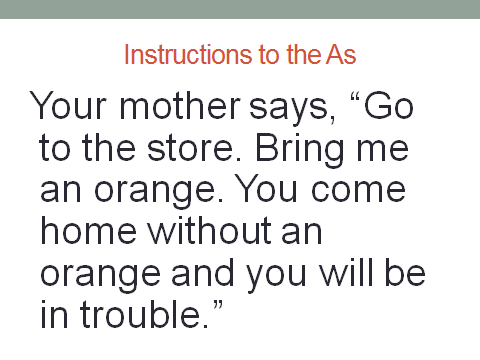 Instructions to the As
Your mother says, “Go
to the store. Bring me
an orange. You come
home without an
orange and you will be
in trouble.”